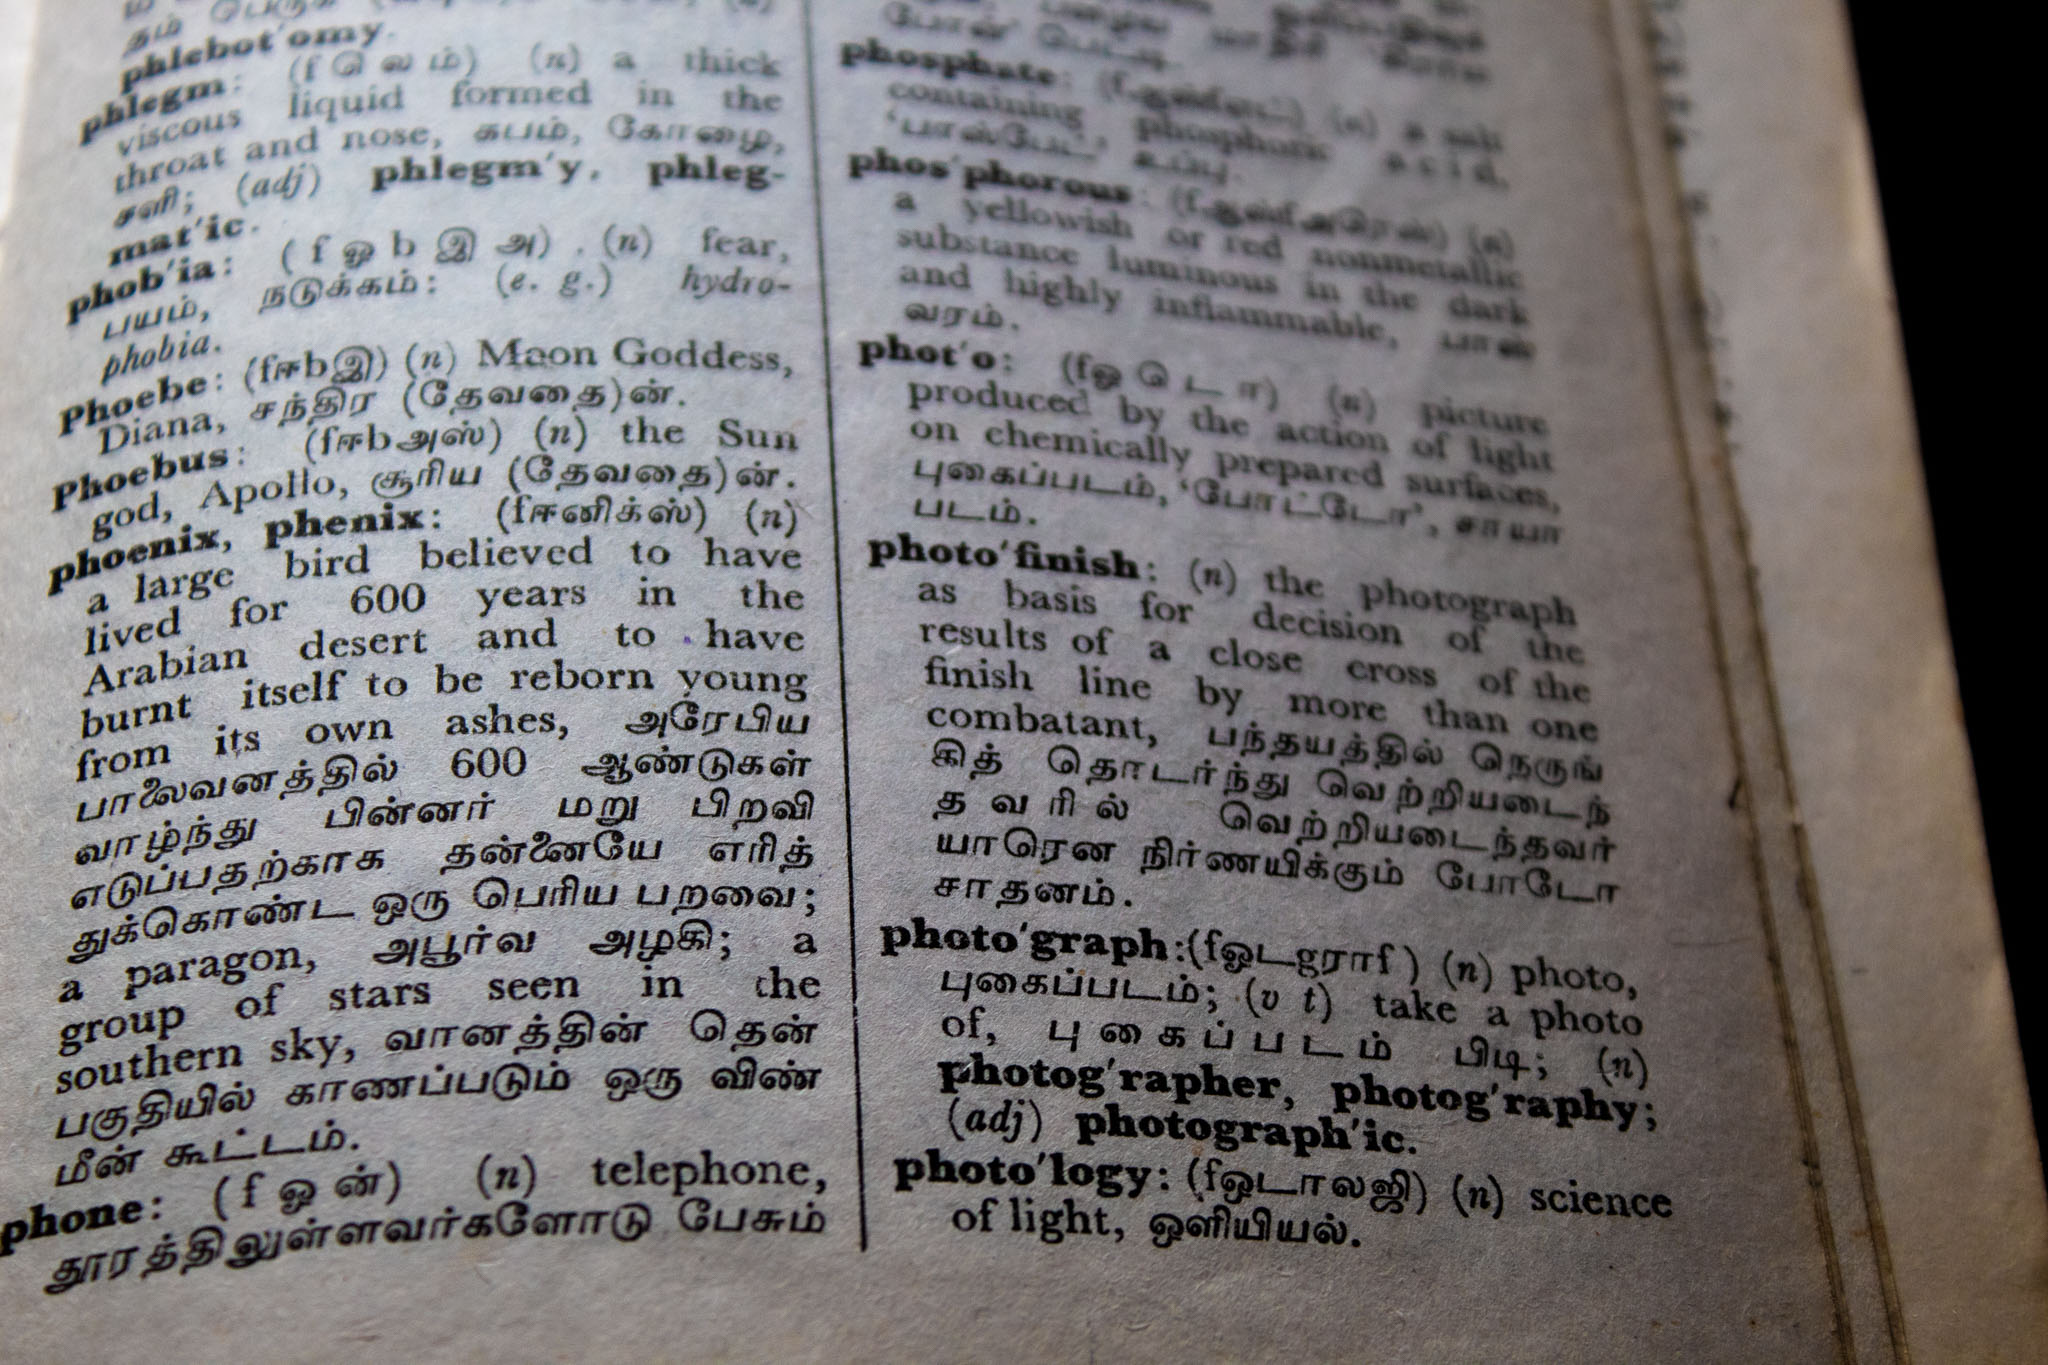 phlebot'omy.
phlegm: (fலெம்) (n) a thick
viscous liquid formed in the
throat and nose, கபம், கோழை,
சளி; (adj) phlegm'y, phleg-
mat'ic.
phob'ia: (fஓbஇஅ). (n) fear,
பயம், நடுக்கம்: (e. g.) hydro-
phobia.
Phoebe: (fஈbஇ) (n) Moon Goddess,
Diana, சந்திர (தேவதை)ன்.
Phoebus: (fஈbஅஸ்) (n) the Sun
god, Apollo, சூரிய (தேவதை)ன்.
phoenix, phenix: (fஈனிக்ஸ்) (n)
a large bird believed to have
lived for 600 years in the
Arabian desert and to have
burnt itself to be reborn young
from its own ashes, அரேபிய
பாலைவனத்தில் 600 ஆண்டுகள்
வாழ்ந்து பின்னர் மறு பிறவி
எடுப்பதற்காக தன்னையே எரித்
துக்கொண்ட ஒரு பெரிய பறவை;
a paragon, அபூர்வ அழகி; a
group of stars seen in the
southern sky, வானத்தின் தென்
பகுதியில் காணப்படும் ஒரு விண்
மீன் கூட்டம்.
phone: (fஓன்) (n) telephone,
தூரத்திலுள்ளவர்களோடு பேசும்
phosphate: (n) a salt
containing phosphoric acid,
'பாஸ்பேட்', உப்பு.
phos'phorous: (n)
a yellowish or red nonmetallic
substance luminous in the dark
and highly inflammable, பாஸ்
வரம்.
phot'o: (fஓடொ) (n) picture
produced by the action of light
on chemically prepared surfaces,
புகைப்படம், 'போட்டோ', சாயா
படம்.
photo'finish: (n) the photograph
as basis for decision of the
results of a close cross of the
finish line by more than one
combatant, பந்தயத்தில் நெருங்
கித் தொடர்ந்து வெற்றியடைந்
தவரில் வெற்றியடைந்தவர்
யாரென நிர்ணயிக்கும் போடோ
சாதனம்.
photo'graph:(fஓடgராf) (n) photo,
புகைப்படம்; (v t) take a photo
of, புகைப்படம் பிடி; (n)
photog'rapher, photog'raphy;
(adj) photograph'ic.
photo'logy: (fஓடாலஜி) (n) science
of light, ஒளியியல்.